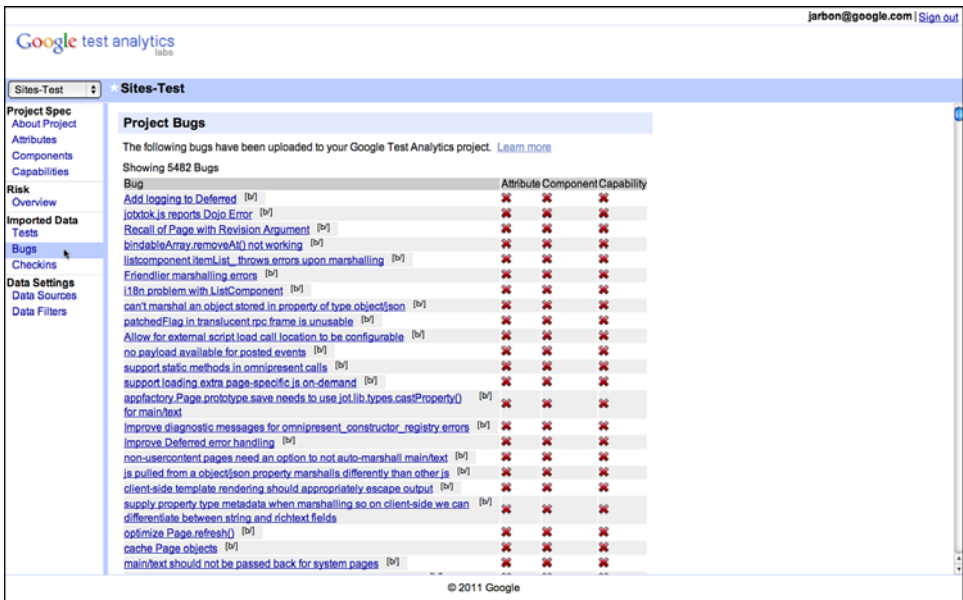 jarbon@google.com | Sign out
Google test analytics
labs
Sites-Test
Sites-Test
Project Spec
About Project
Attributes
Components
Capabilities
Risk
Overview
Imported Data
Tests
Bugs
Checkins
Data Settings
Data Sources
Data Filters
Project Bugs
The following bugs have been uploaded to your Google Test Analytics project. Learn more
Showing 5482 Bugs
Bug Attribute Component Capability
Add logging to Deferred [b/]
jotxtok.js reports Dojo Error [b/]
Recall of Page with Revision Argument [b/]
bindableArray.removeAt() not working [b/]
listcomponent itemList_ throws errors upon marshalling [b/]
Friendlier marshalling errors [b/]
i18n problem with ListComponent [b/]
can't marshal an object stored in property of type object/json [b/]
patchedFlag in translucent rpc frame is unusable [b/]
Allow for external script load call location to be configurable [b/]
no payload available for posted events [b/]
support static methods in omnipresent calls [b/]
support loading extra page-specific js on-demand [b/]
appfactory.Page.prototype.save needs to use jot.lib.types.castProperty() [b/]
for main/text
Improve diagnostic messages for omnipresent_constructor_registry errors [b/]
Improve Deferred error handling [b/]
non-usercontent pages need an option to not auto-marshall main/text [b/]
js pulled from a object/json property marshalls differently than other js [b/]
client-side template rendering should appropriately escape output [b/]
supply property type metadata when marshalling so on client-side we can [b/]
differentiate between string and richtext fields
optimize Page.refresh() [b/]
cache Page objects [b/]
main/text should not be passed back for system pages [b/]
© 2011 Google